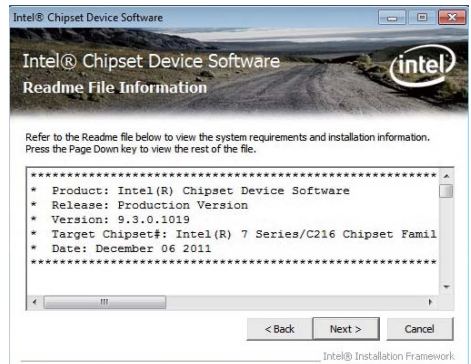 Intel® Chipset Device Software
Intel® Chipset Device Software
intel
Readme File Information
Refer to the Readme file below to view the system requirements and installation information.
Press the Page Down key to view the rest of the file.
*******************************************************
* Product: Intel(R) Chipset Device Software
* Release: Production Version
* Version: 9.3.0.1019
* Target Chipset#: Intel(R) 7 Series/C216 Chipset Famil
* Date: December 06 2011
*******************************************************
< Back Next > Cancel
Intel® Installation Framework